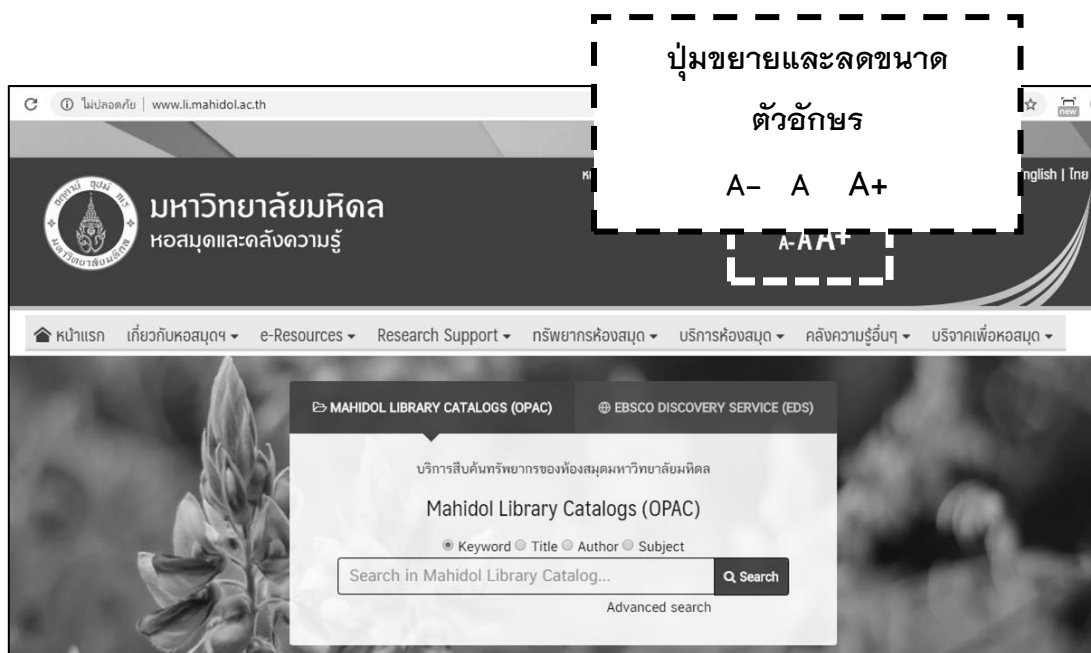 ปุ่มขยายและลดขนาด
ตัวอักษร
A- A A+
ไม่ปลอดภัย | www.li.mahidol.ac.th
new
nglish | ไทย
มหาวิทยาลัยมหิดล
หอสมุดและคลังความรู้
A- A A+
หน้าแรก เกี่ยวกับหอสมุดฯ e-Resources Research Support ทรัพยากรห้องสมุด บริการห้องสมุด คลังความรู้อื่นๆ บริจาคเพื่อหอสมุด
MAHIDOL LIBRARY CATALOGS (OPAC) EBSCO DISCOVERY SERVICE (EDS)
บริการสืบค้นทรัพยากรของห้องสมุดมหาวิทยาลัยมหิดล
Mahidol Library Catalogs (OPAC)
Keyword Title Author Subject
Search in Mahidol Library Catalog... Search
Advanced search